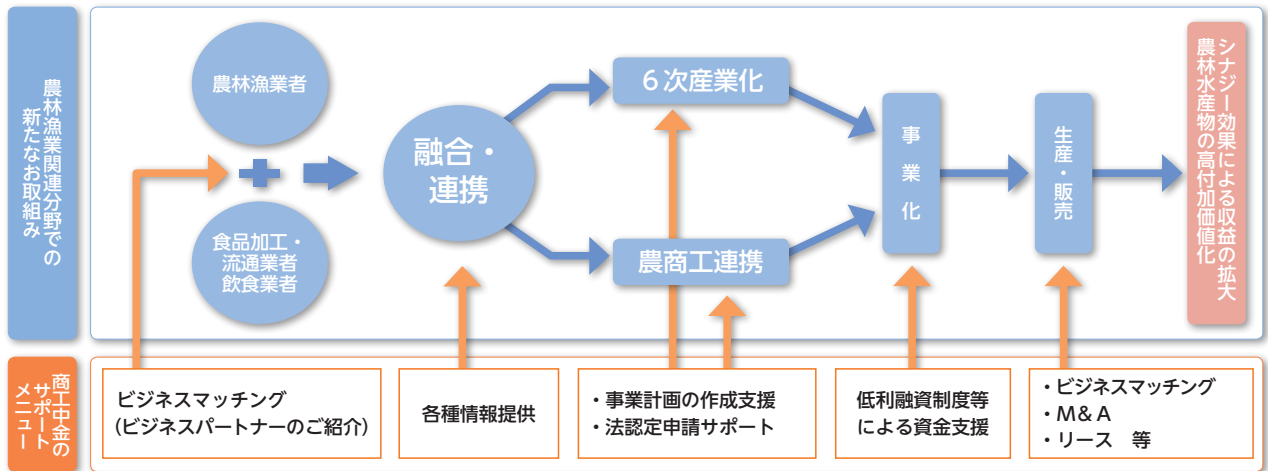 農林漁業関連分野での
新たなお取組み
農林漁業者
食品加工・
流通業者
飲食業者
融合・
連携
6次産業化
農商工連携
事業化
生産・販売
シナジー効果による収益の拡大
農林水産物の高付加価値化
商工中金の
サポート
メニュー
ビジネスマッチング
(ビジネスパートナーのご紹介)
各種情報提供
・事業計画の作成支援
・法認定申請サポート
低利融資制度等
による資金支援
・ビジネスマッチング
・M&A
・リース 等